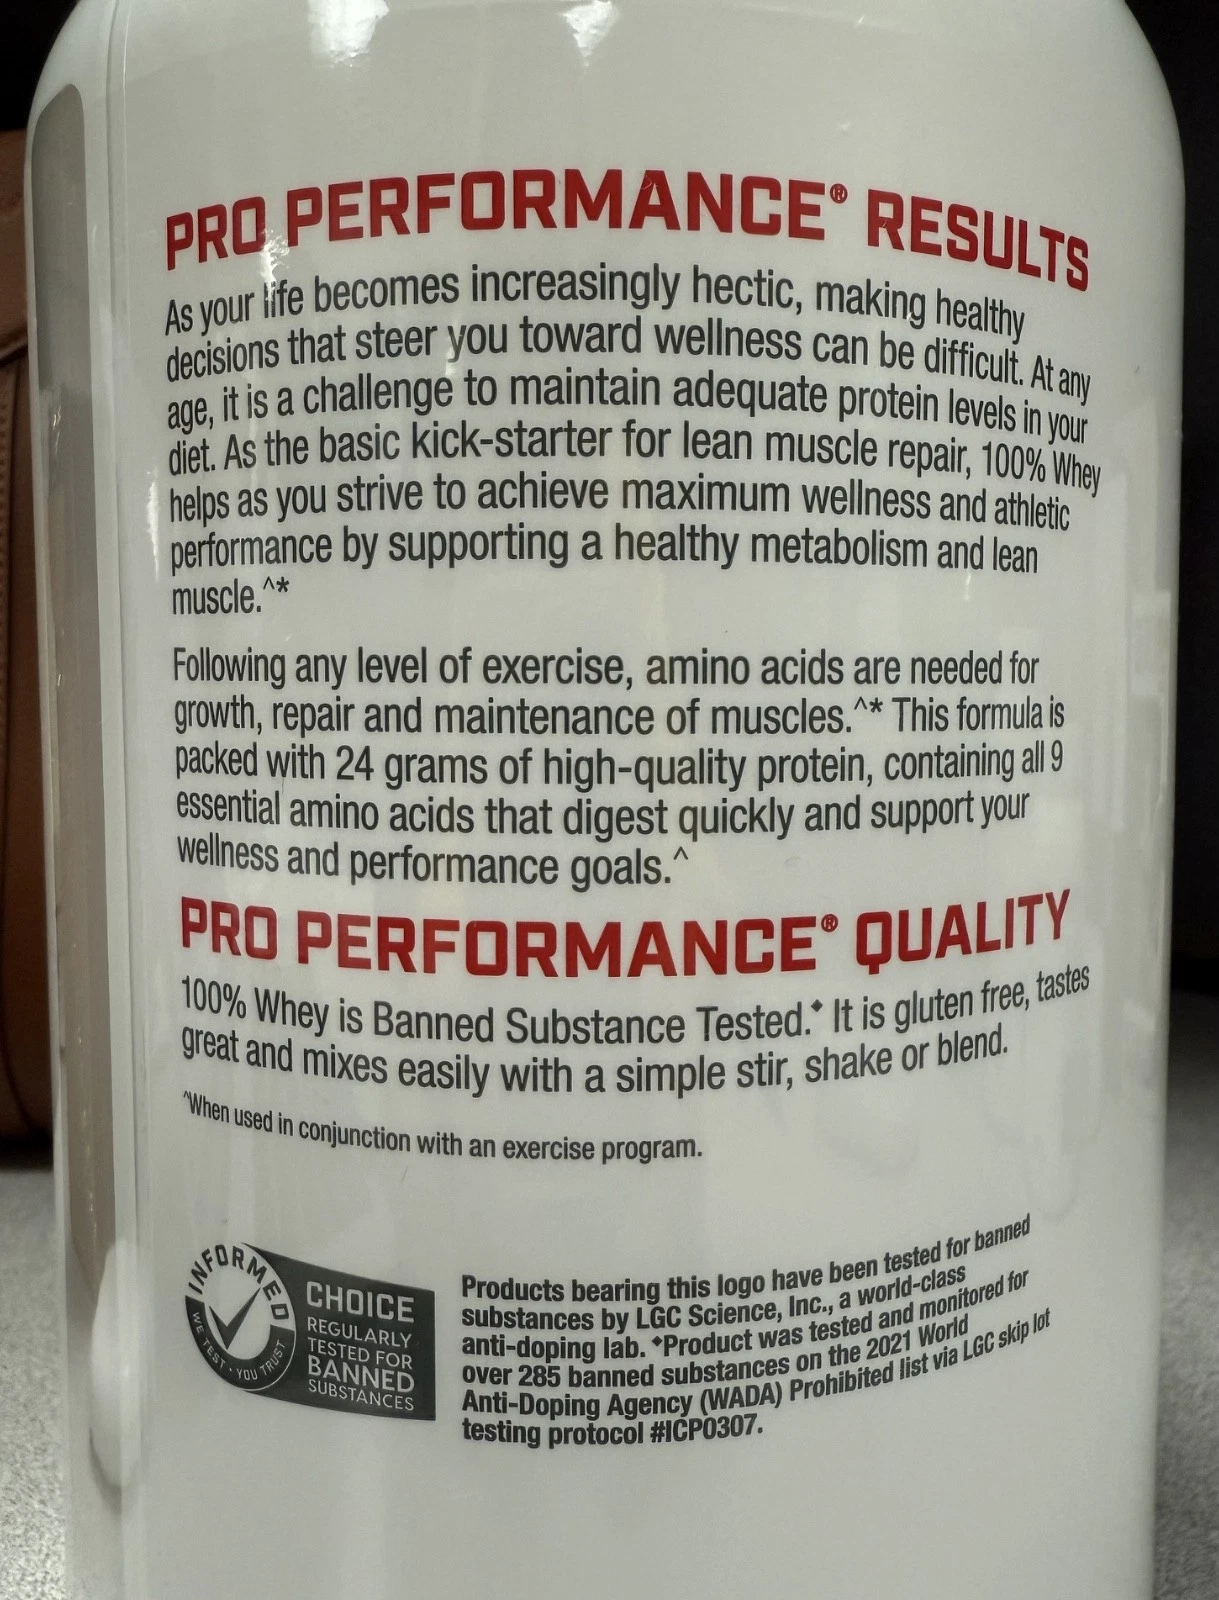 PRO PERFORMANCE® RESULTS
As your life becomes increasingly hectic, making healthy
decisions that steer you toward wellness can be difficult. At any
age, it is a challenge to maintain adequate protein levels in your
diet. As the basic kick-starter for lean muscle repair, 100% Whey
helps as you strive to achieve maximum wellness and athletic
performance by supporting a healthy metabolism and lean
muscle.^*
Following any level of exercise, amino acids are needed for
growth, repair and maintenance of muscles.^* This formula is
packed with 24 grams of high-quality protein, containing all 9
essential amino acids that digest quickly and support your
wellness and performance goals.^
PRO PERFORMANCE® QUALITY
100% Whey is Banned Substance Tested.♦ It is gluten free, tastes
great and mixes easily with a simple stir, shake or blend.
^When used in conjunction with an exercise program.
INFORMED
WE TEST · YOU TRUST
CHOICE
REGULARLY
TESTED FOR
BANNED
SUBSTANCES
Products bearing this logo have been tested for banned
substances by LGC Science, Inc., a world-class
anti-doping lab. ♦Product was tested and monitored for
over 285 banned substances on the 2021 World
Anti-Doping Agency (WADA) Prohibited list via LGC skip lot
testing protocol #ICP0307.